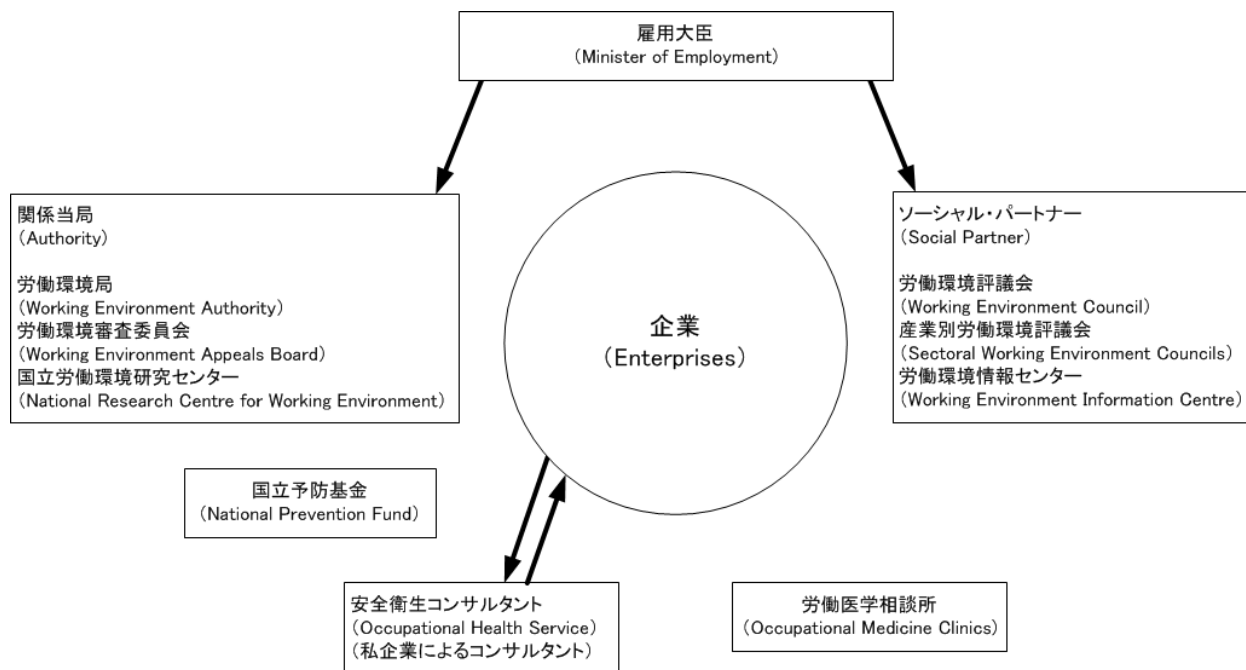 雇用大臣
（Minister of Employment）
関係当局
（Authority）
労働環境局
（Working Environment Authority）
労働環境審査委員会
（Working Environment Appeals Board）
国立労働環境研究センター
（National Research Centre for Working Environment）
企業
（Enterprises）
ソーシャル・パートナー
（Social Partner）
労働環境評議会
（Working Environment Council）
産業別労働環境評議会
（Sectoral Working Environment Councils）
労働環境情報センター
（Working Environment Information Centre）
国立予防基金
（National Prevention Fund）
安全衛生コンサルタント
（Occupational Health Service）
（私企業によるコンサルタント）
労働医学相談所
（Occupational Medicine Clinics）